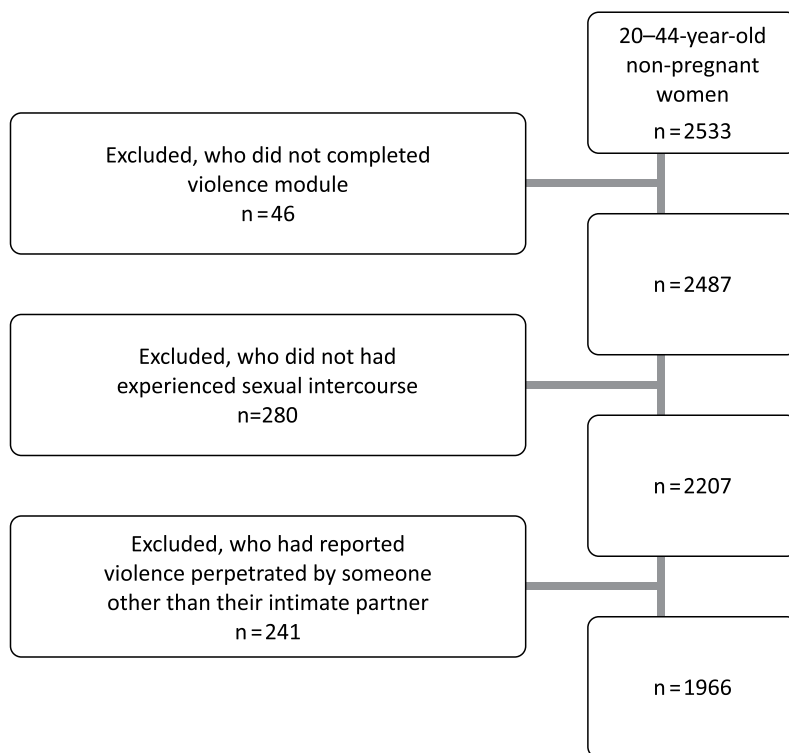 20–44-year-old
non-pregnant
women
n=2533
Excluded, who did not completed
violence module
n=46
n=2487
Excluded, who did not had
experienced sexual intercourse
n=280
n=2207
Excluded, who had reported
violence perpetrated by someone
other than their intimate partner
n=241
n=1966